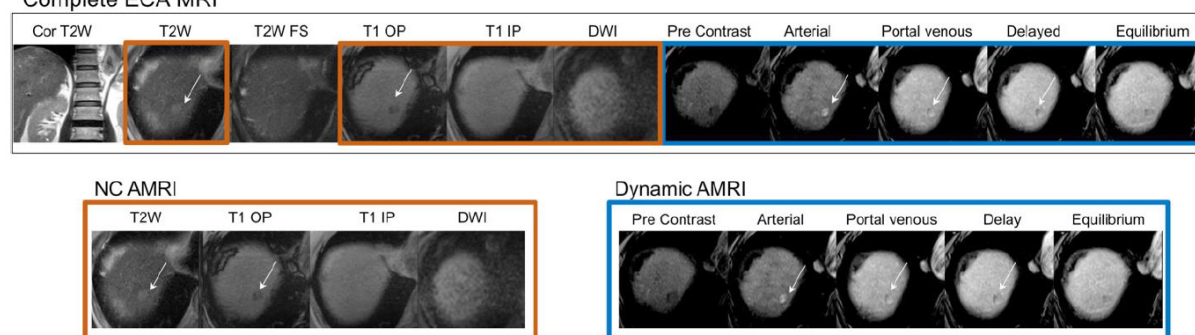 Complete ECA MRI
Cor T2W T2W T2W FS T1 OP T1 IP DWI Pre Contrast Arterial Portal venous Delayed Equilibrium
NC AMRI
T2W T1 OP T1 IP DWI
Dynamic AMRI
Pre Contrast Arterial Portal venous Delay Equilibrium